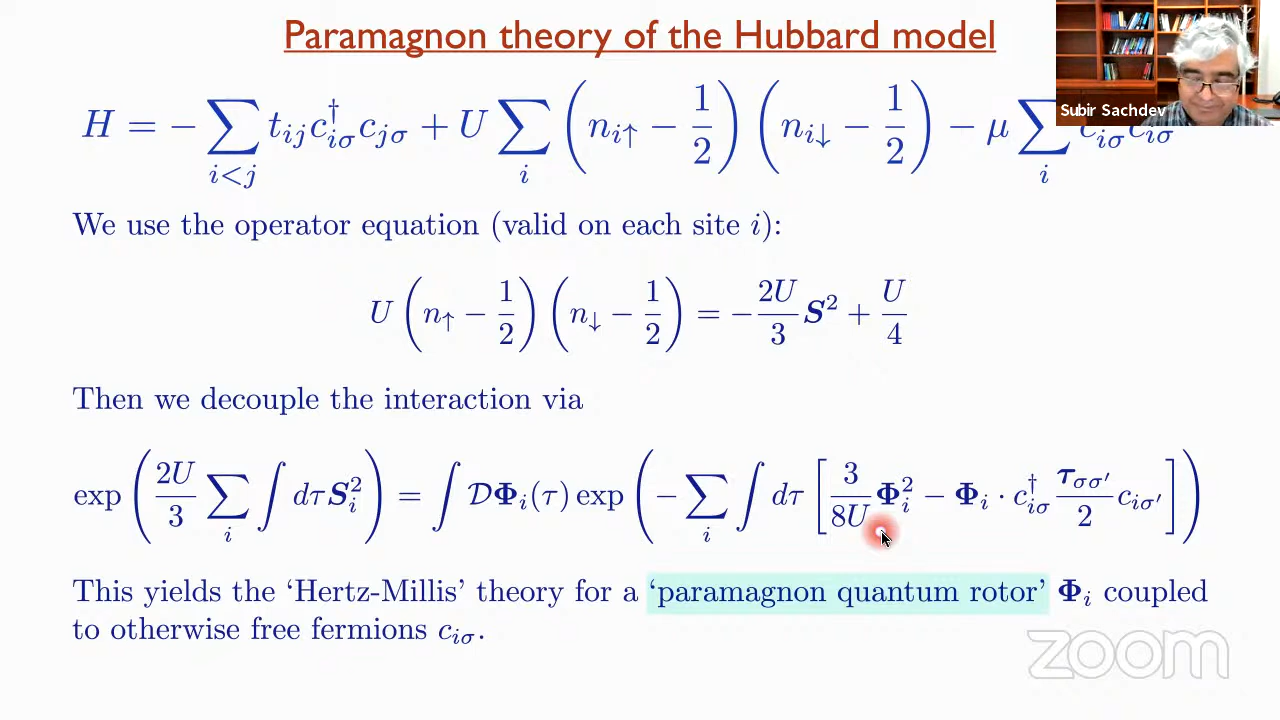 Paramagnon theory of the Hubbard model
Subir Sachdev
H = −∑_{i<j} t_{ij} c†_{iσ} c_{jσ} + U ∑_i (n_{i↑} − 1/2)(n_{i↓} − 1/2) − μ ∑_i c†_{iσ} c_{iσ}
We use the operator equation (valid on each site i):
U (n_↑ − 1/2)(n_↓ − 1/2) = −2U/3 S² + U/4
Then we decouple the interaction via
exp (2U/3 ∑_i ∫ dτ S_i²) = ∫ 𝒟Φ_i(τ) exp (−∑_i ∫ dτ [3/8U Φ_i² − Φ_i · c†_{iσ} τ_{σσ'}/2 c_{iσ'}])
This yields the ‘Hertz-Millis’ theory for a ‘paramagnon quantum rotor’ Φ_i coupled
to otherwise free fermions c_{iσ}.
zoom